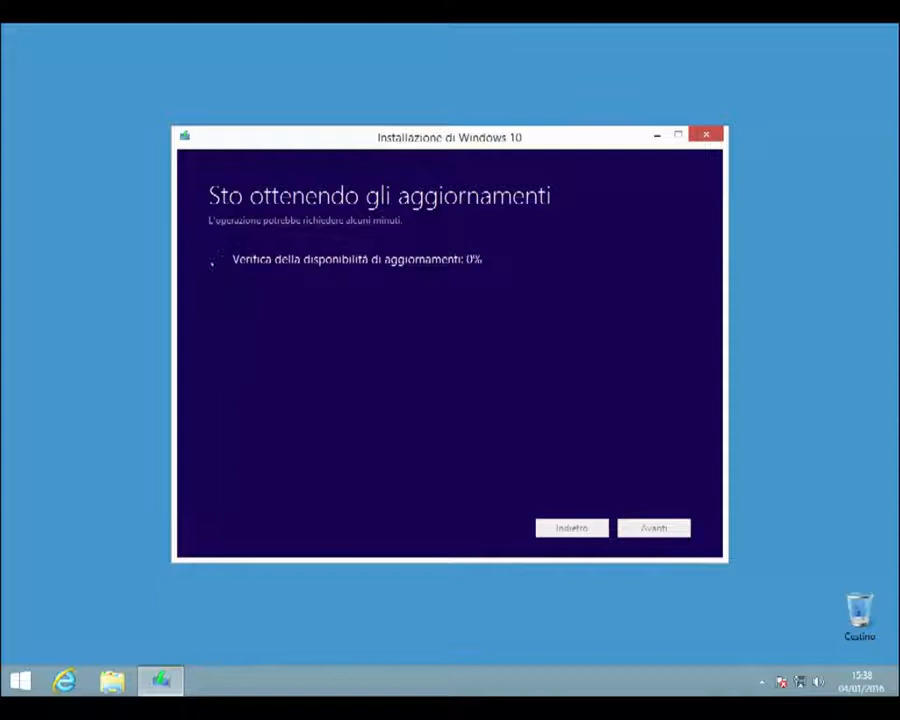 Installazione di Windows 10
Sto ottenendo gli aggiornamenti
L'operazione potrebbe richiedere alcuni minuti.
Verifica della disponibilità di aggiornamenti: 0%
Indietro
Avanti
Cestino
15:38
04/01/2016